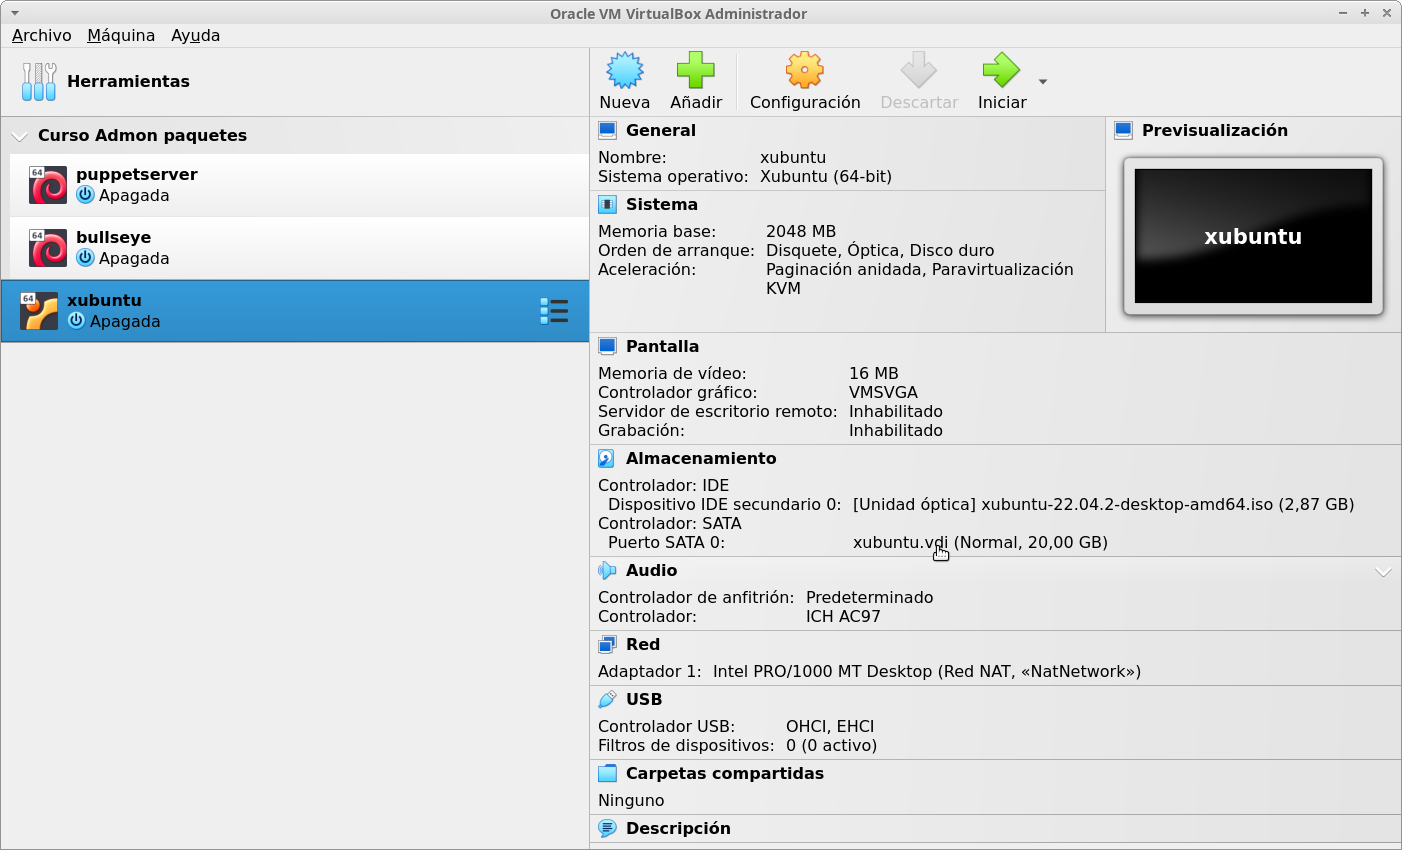 Oracle VM VirtualBox Administrador
Archivo Máquina Ayuda
Herramientas
Nueva Añadir Configuración Descartar Iniciar
Curso Admon paquetes
64
puppetserver
Apagada
64
bullseye
Apagada
64
xubuntu
Apagada
General
Nombre: xubuntu
Sistema operativo: Xubuntu (64-bit)
Sistema
Memoria base: 2048 MB
Orden de arranque: Disquete, Óptica, Disco duro
Aceleración: Paginación anidada, Paravirtualización
KVM
Previsualización
xubuntu
Pantalla
Memoria de vídeo: 16 MB
Controlador gráfico: VMSVGA
Servidor de escritorio remoto: Inhabilitado
Grabación: Inhabilitado
Almacenamiento
Controlador: IDE
Dispositivo IDE secundario 0: [Unidad óptica] xubuntu-22.04.2-desktop-amd64.iso (2,87 GB)
Controlador: SATA
Puerto SATA 0: xubuntu.vdi (Normal, 20,00 GB)
Audio
Controlador de anfitrión: Predeterminado
Controlador: ICH AC97
Red
Adaptador 1: Intel PRO/1000 MT Desktop (Red NAT, «NatNetwork»)
USB
Controlador USB: OHCI, EHCI
Filtros de dispositivos: 0 (0 activo)
Carpetas compartidas
Ninguno
Descripción